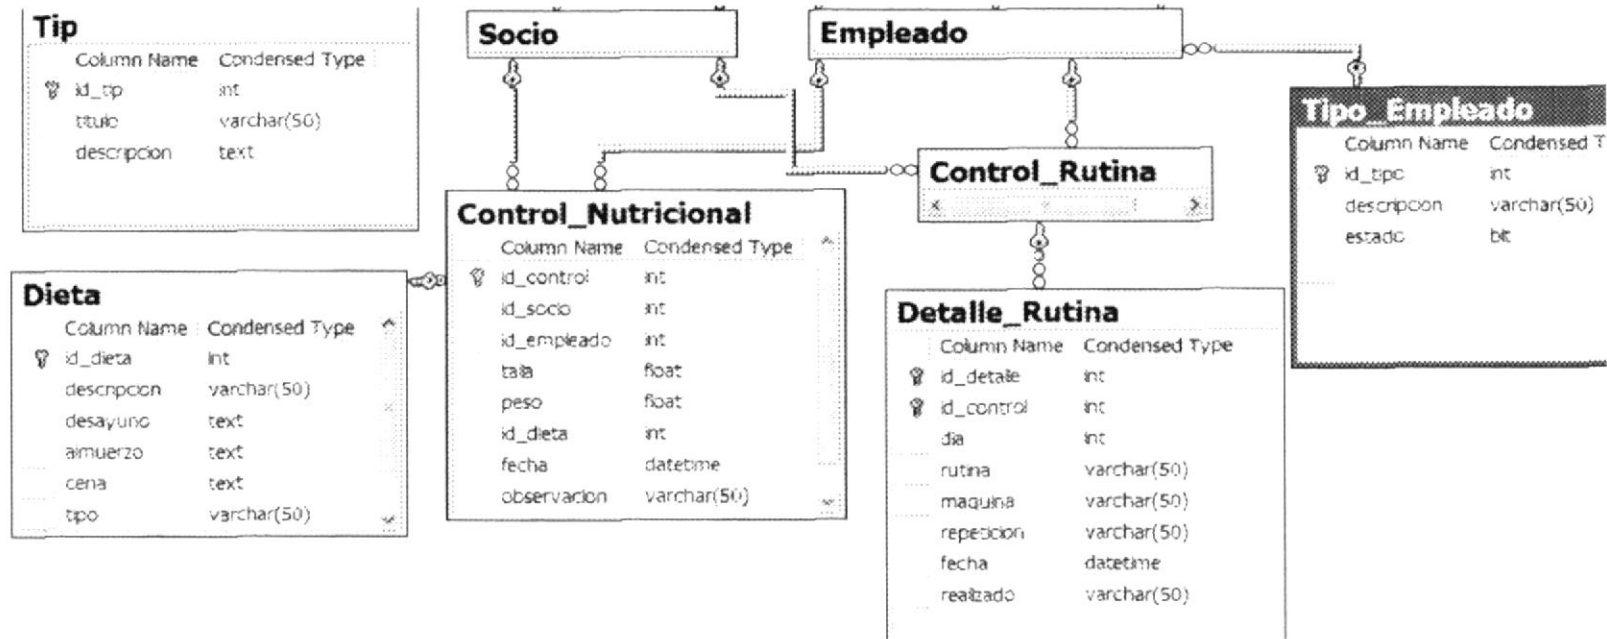 Tip
Column Name Condensed Type
id_tip int
titulo varchar(50)
descripcion text
Socio
Empleado
Tipo_Empleado
Column Name Condensed T
id_tipo int
descripcion varchar(50)
estado bit
Control_Rutina
Control_Nutricional
Column Name Condensed Type
id_control int
id_socio int
id_empleado int
talla float
peso float
id_dieta int
fecha datetime
observacion varchar(50)
Dieta
Column Name Condensed Type
id_dieta int
descripcion varchar(50)
desayuno text
almuerzo text
cena text
tipo varchar(50)
Detalle_Rutina
Column Name Condensed Type
id_detalle int
id_control int
dia int
rutina varchar(50)
maquina varchar(50)
repeticion varchar(50)
fecha datetime
realizado varchar(50)